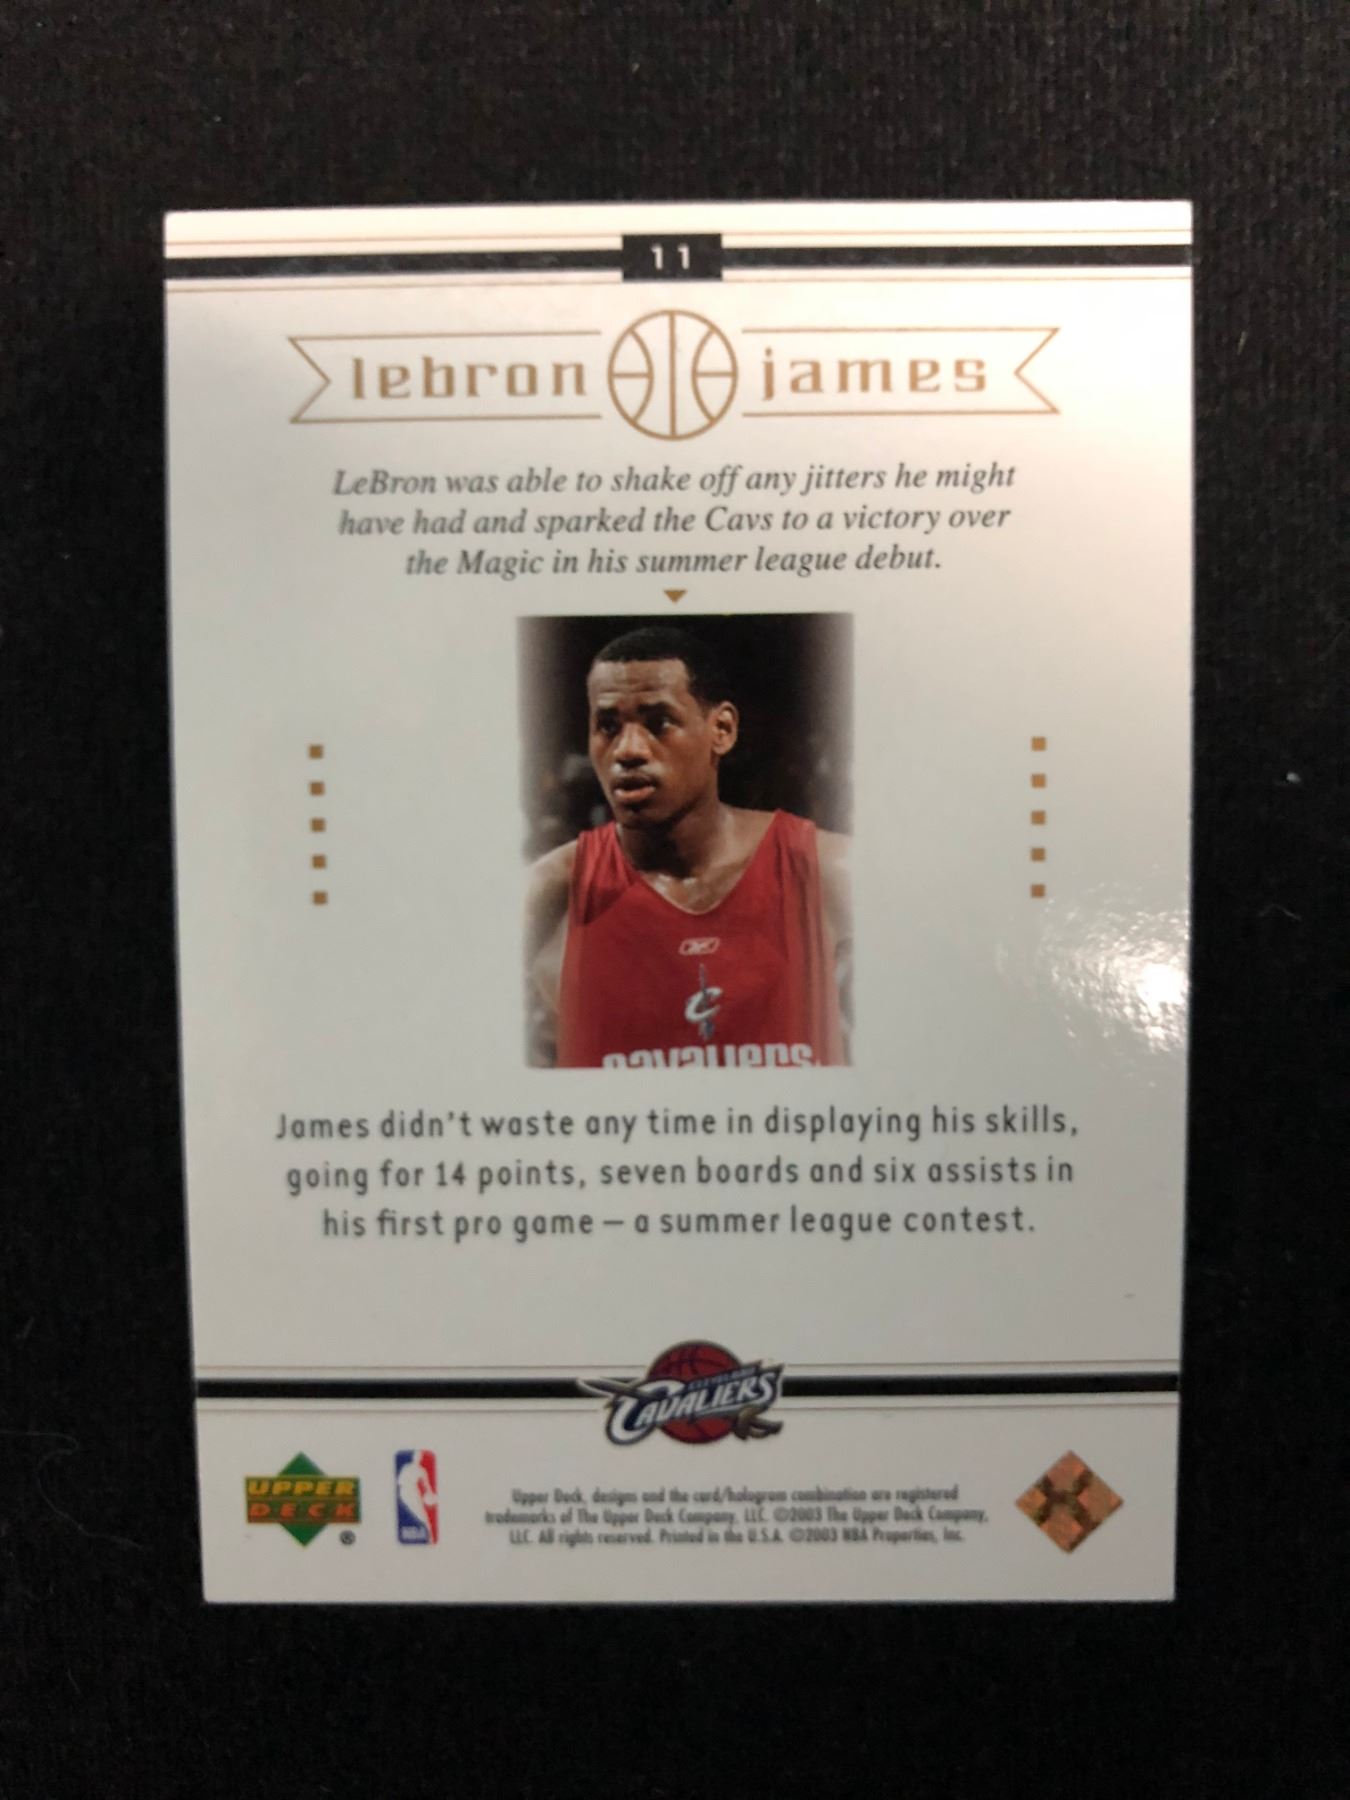 11
lebron james
LeBron was able to shake off any jitters he might
have had and sparked the Cavs to a victory over
the Magic in his summer league debut.
cavaliers
James didn't waste any time in displaying his skills,
going for 14 points, seven boards and six assists in
his first pro game – a summer league contest.
CLEVELAND
CAVALIERS
UPPER
DECK
®
NBA
Upper Deck, designs and the card/hologram combination are registered
trademarks of The Upper Deck Company, LLC. ©2003 The Upper Deck Company,
LLC. All rights reserved. Printed in the U.S.A. ©2003 NBA Properties, Inc.